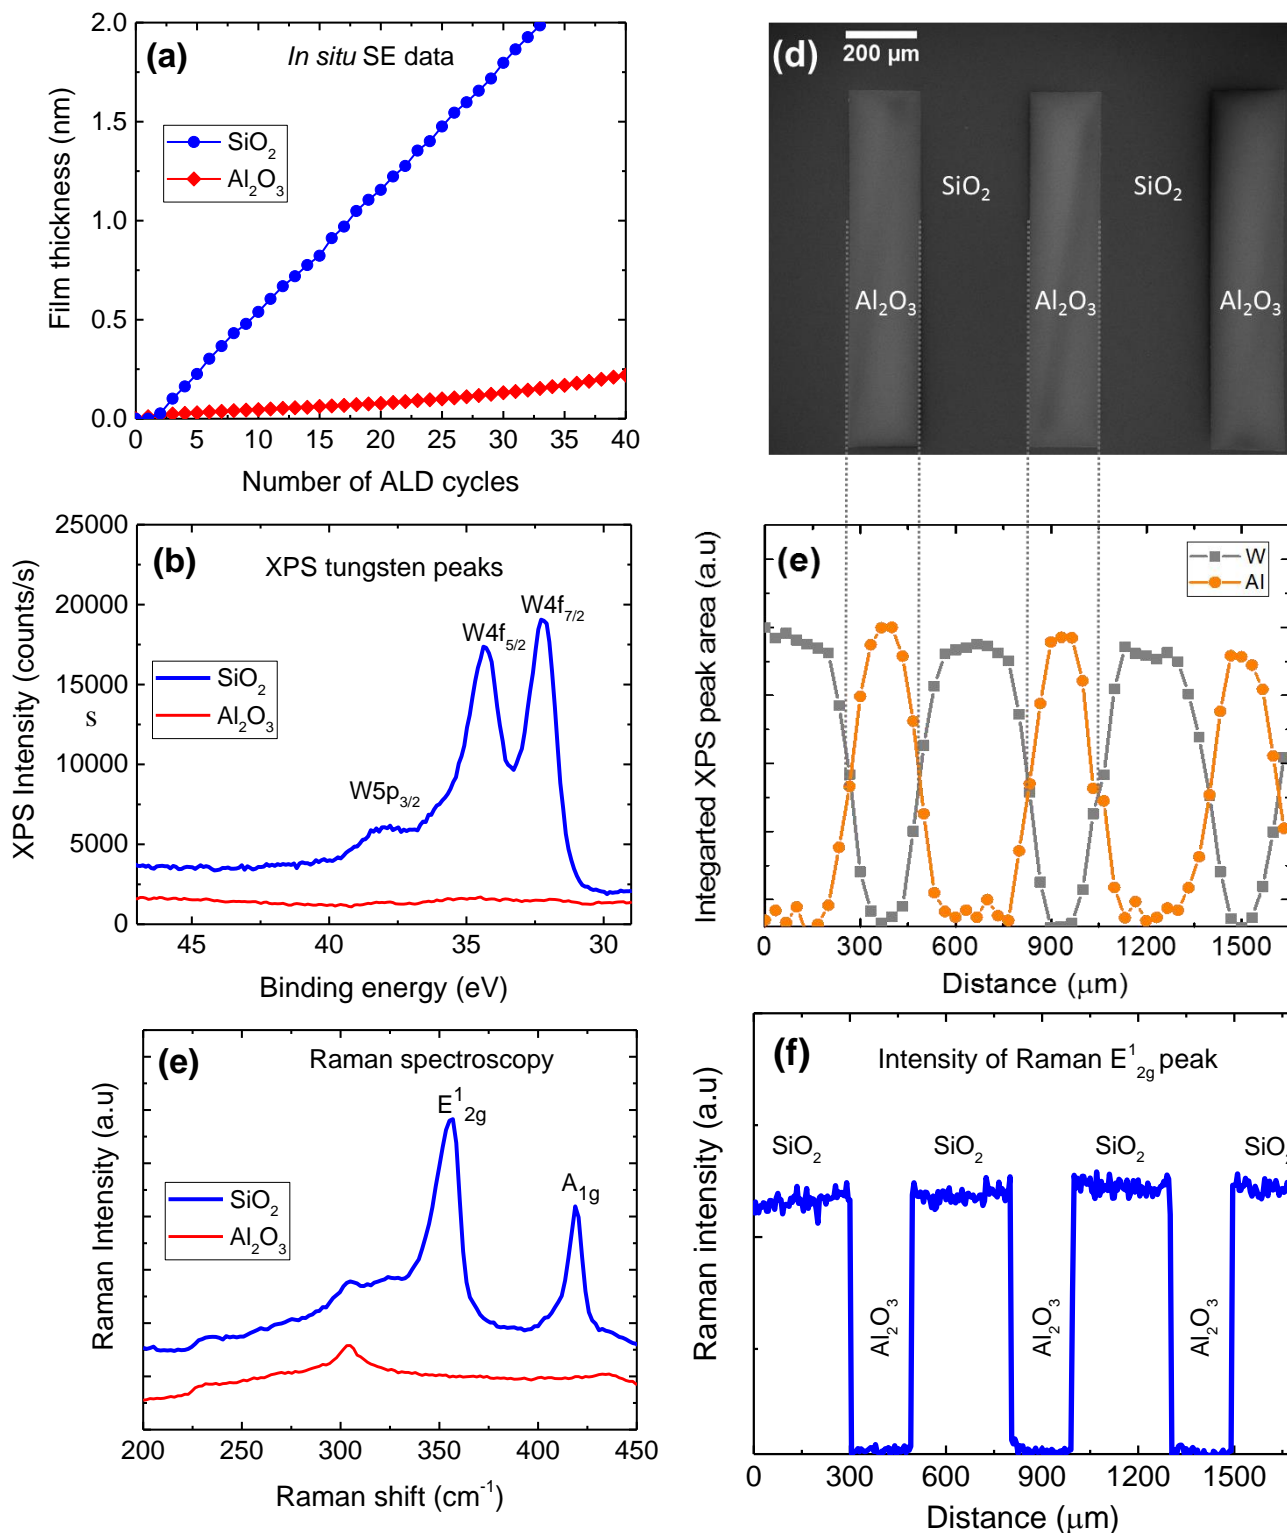 (a)
In situ SE data
SiO2
Al2O3
Film thickness (nm)
2.0
1.5
1.0
0.5
0.0
0 5 10 15 20 25 30 35 40
Number of ALD cycles
(d)
200 µm
SiO2 SiO2
Al2O3 Al2O3 Al2O3
(b)
XPS tungsten peaks
W4f7/2
W4f5/2
W5p3/2
SiO2
Al2O3
XPS Intensity (counts/s)
s
25000
20000
15000
10000
5000
0
45 40 35 30
Binding energy (eV)
(e)
W
Al
Integarted XPS peak area (a.u)
0 300 600 900 1200 1500
Distance (µm)
(e)
Raman spectroscopy
E12g
A1g
SiO2
Al2O3
Raman Intensity (a.u)
200 250 300 350 400 450
Raman shift (cm-1)
(f)
Intensity of Raman E12g peak
SiO2 SiO2 SiO2 SiO2
Al2O3 Al2O3 Al2O3
Raman intensity (a.u)
0 300 600 900 1200 1500
Distance (µm)